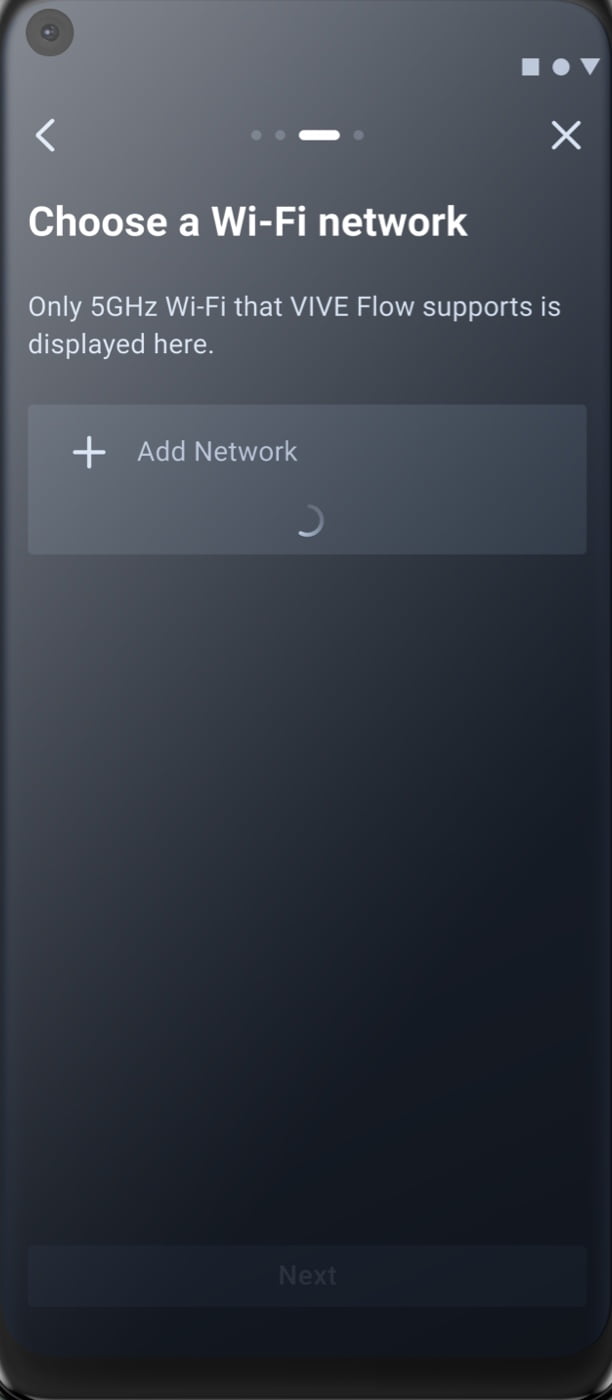 Choose a Wi-Fi network
Only 5GHz Wi-Fi that VIVE Flow supports is
displayed here.
Add Network
Next